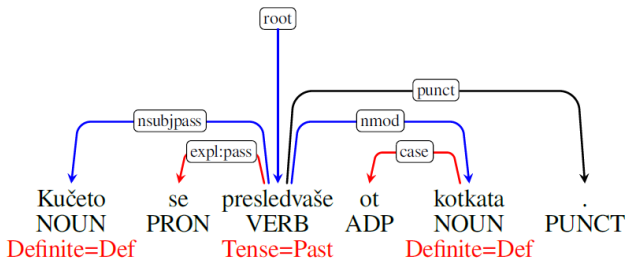 root
punct
nsubjpass
nmod
expl:pass
case
Kučeto se presledvaše ot kotkata .
NOUN PRON VERB ADP NOUN PUNCT
Definite=Def Tense=Past Definite=Def